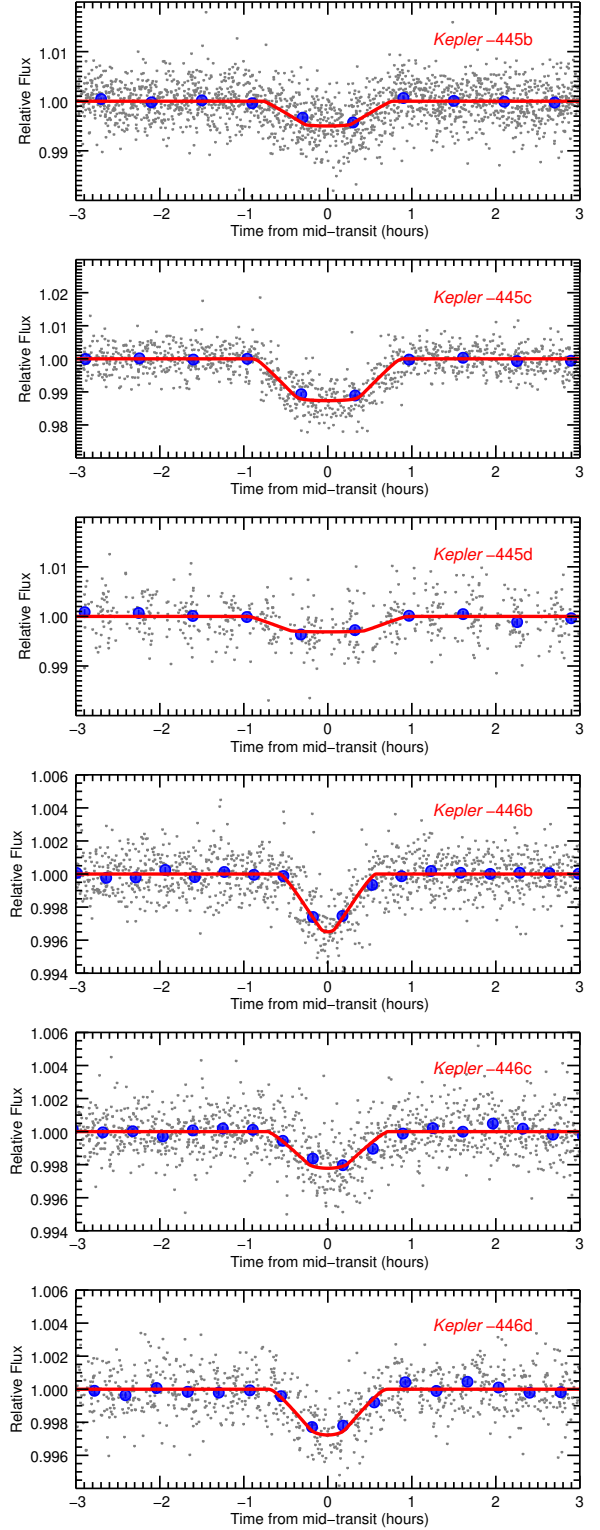 Kepler −445b
1.01
1.00
0.99
Relative Flux
−3 −2 −1 0 1 2 3
Time from mid−transit (hours)
Kepler −445c
1.02
1.01
1.00
0.99
0.98
Relative Flux
−3 −2 −1 0 1 2 3
Time from mid−transit (hours)
Kepler −445d
1.01
1.00
0.99
Relative Flux
−3 −2 −1 0 1 2 3
Time from mid−transit (hours)
Kepler −446b
1.006
1.004
1.002
1.000
0.998
0.996
0.994
Relative Flux
−3 −2 −1 0 1 2 3
Time from mid−transit (hours)
Kepler −446c
1.006
1.004
1.002
1.000
0.998
0.996
0.994
Relative Flux
−3 −2 −1 0 1 2 3
Time from mid−transit (hours)
Kepler −446d
1.006
1.004
1.002
1.000
0.998
0.996
Relative Flux
−3 −2 −1 0 1 2 3
Time from mid−transit (hours)